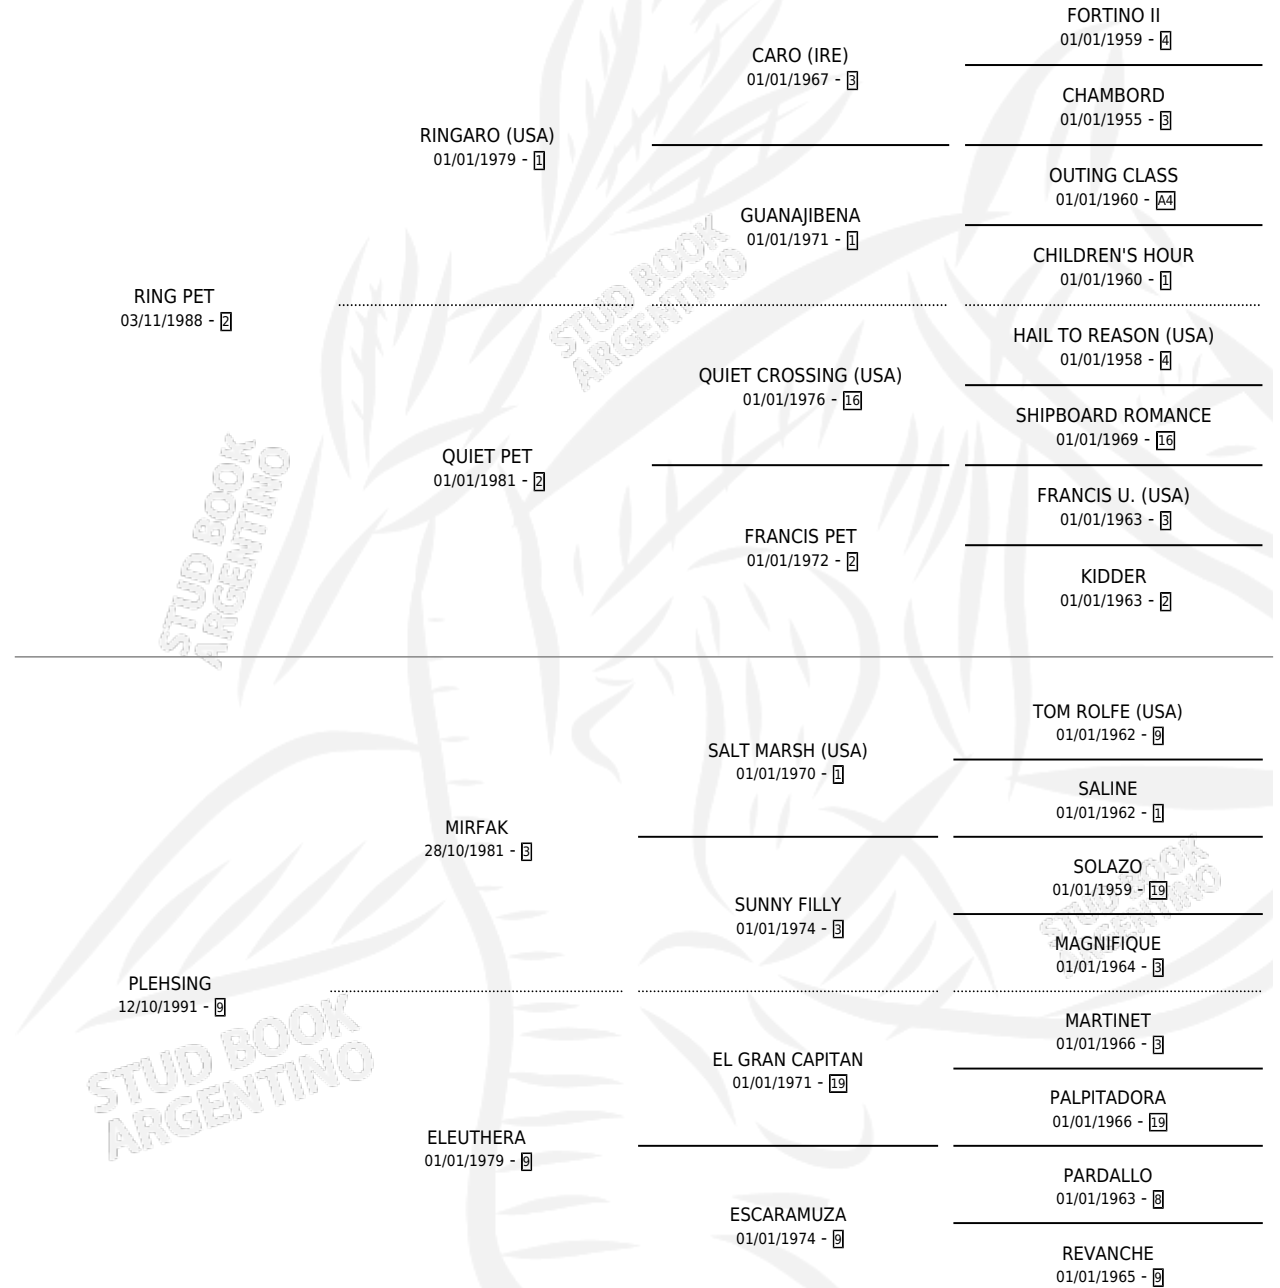 FORTINO II
01/01/1959 - 4
CARO (IRE)
01/01/1967 - 3
CHAMBORD
01/01/1955 - 3
RINGARO (USA)
01/01/1979 - 1
OUTING CLASS
01/01/1960 - A4
GUANAJIBENA
01/01/1971 - 1
CHILDREN'S HOUR
01/01/1960 - 1
RING PET
03/11/1988 - 2
STUD BOOK
ARGENTINO
HAIL TO REASON (USA)
01/01/1958 - 4
QUIET CROSSING (USA)
01/01/1976 - 16
SHIPBOARD ROMANCE
01/01/1969 - 16
QUIET PET
01/01/1981 - 2
FRANCIS U. (USA)
01/01/1963 - 3
FRANCIS PET
01/01/1972 - 2
KIDDER
01/01/1963 - 2
STUD BOOK
ARGENTINO
TOM ROLFE (USA)
01/01/1962 - 9
SALT MARSH (USA)
01/01/1970 - 1
SALINE
01/01/1962 - 1
MIRFAK
28/10/1981 - 3
SOLAZO
01/01/1959 - 19
SUNNY FILLY
01/01/1974 - 3
MAGNIFIQUE
01/01/1964 - 3
STUD BOOK
ARGENTINO
PLEHSING
12/10/1991 - 9
MARTINET
01/01/1966 - 3
EL GRAN CAPITAN
01/01/1971 - 19
PALPITADORA
01/01/1966 - 19
STUD BOOK
ARGENTINO
ELEUTHERA
01/01/1979 - 9
PARDALLO
01/01/1963 - 8
ESCARAMUZA
01/01/1974 - 9
REVANCHE
01/01/1965 - 9